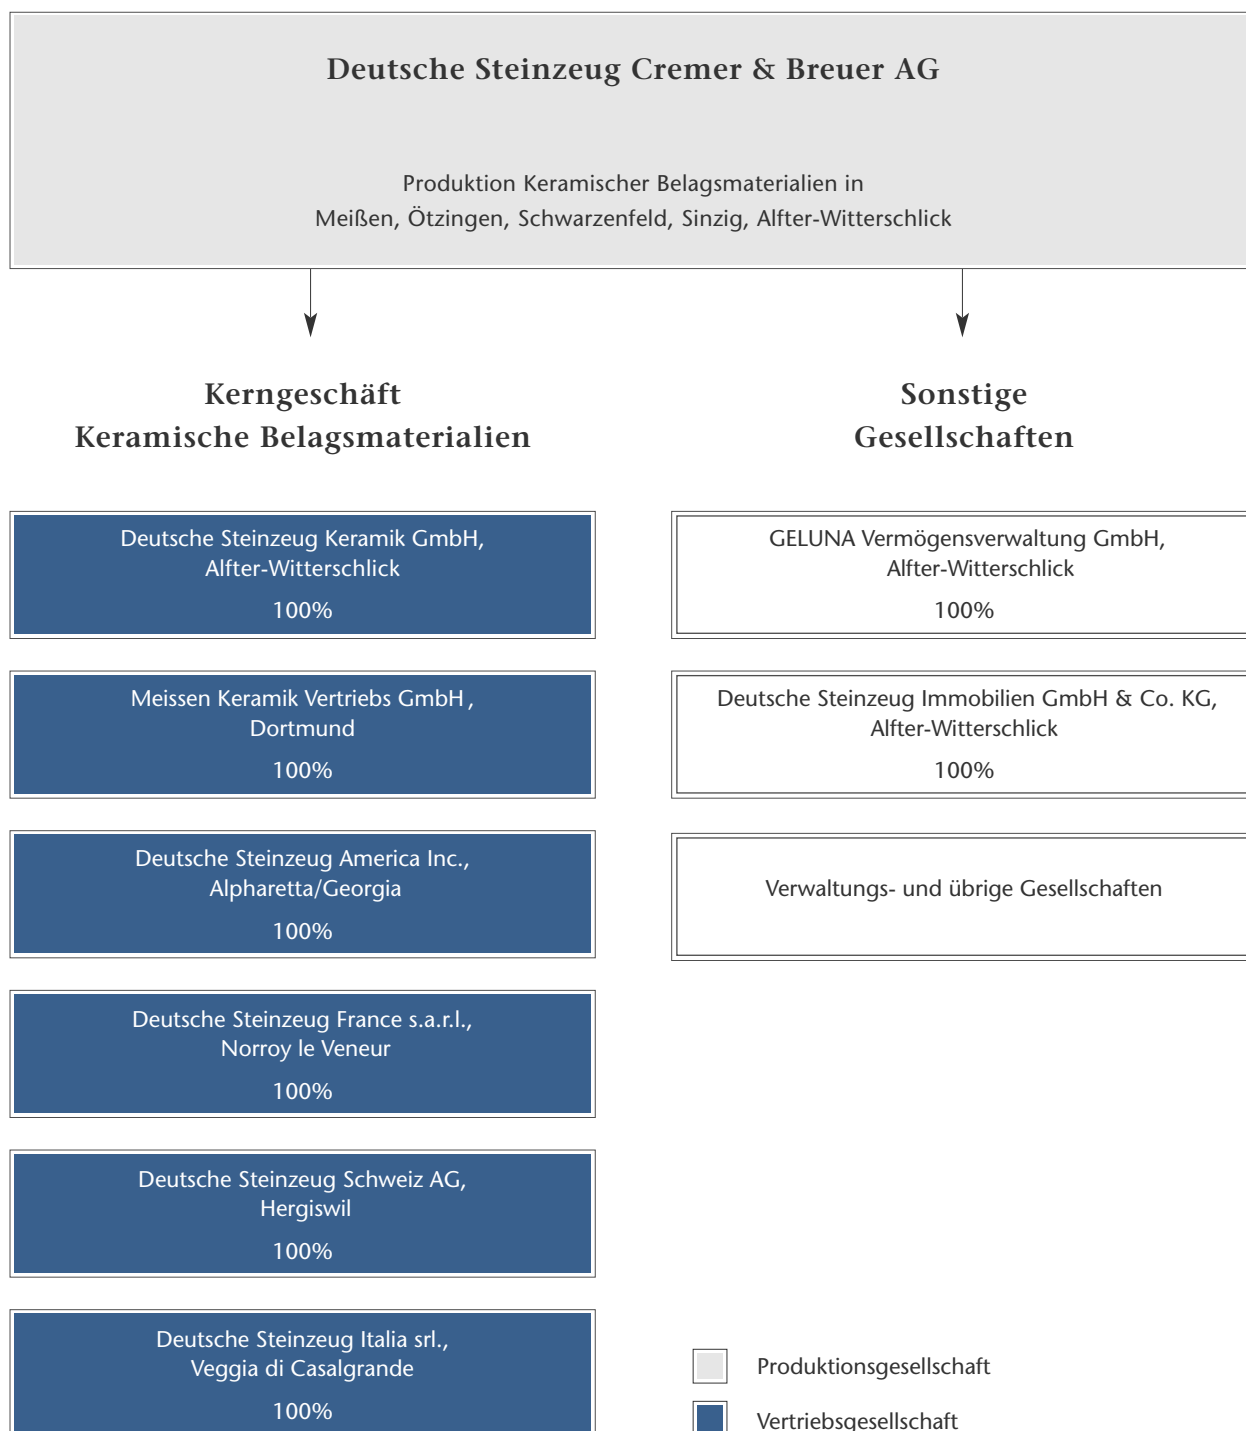 Deutsche Steinzeug Cremer & Breuer AG
Produktion Keramischer Belagsmaterialien in
Meißen, Ötzingen, Schwarzenfeld, Sinzig, Alfter-Witterschlick
Kerngeschäft
Keramische Belagsmaterialien
Deutsche Steinzeug Keramik GmbH,
Alfter-Witterschlick
100%
Meissen Keramik Vertriebs GmbH,
Dortmund
100%
Deutsche Steinzeug America Inc.,
Alpharetta/Georgia
100%
Deutsche Steinzeug France s.a.r.l.,
Norroy le Veneur
100%
Deutsche Steinzeug Schweiz AG,
Hergiswil
100%
Deutsche Steinzeug Italia srl.,
Veggia di Casalgrande
100%
Sonstige
Gesellschaften
GELUNA Vermögensverwaltung GmbH,
Alfter-Witterschlick
100%
Deutsche Steinzeug Immobilien GmbH & Co. KG,
Alfter-Witterschlick
100%
Verwaltungs- und übrige Gesellschaften
Produktionsgesellschaft
Vertriebsgesellschaft